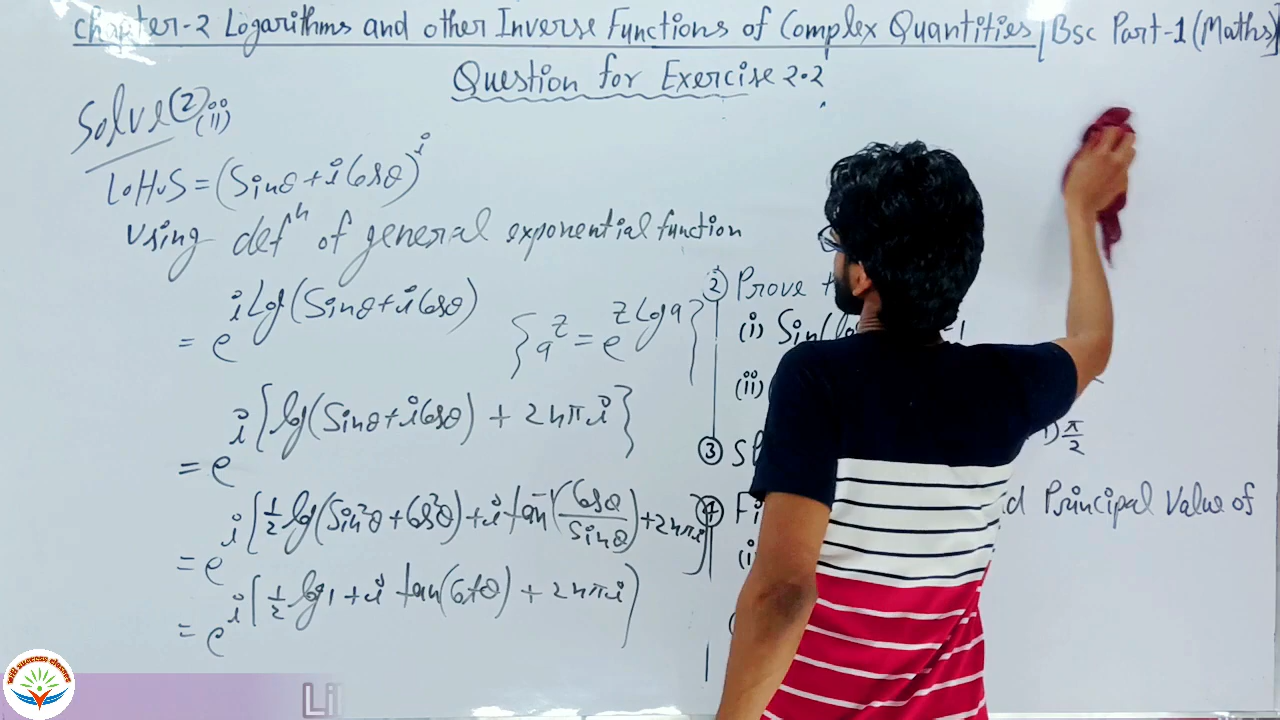 Chapter-2 Logarithms and other Inverse Functions of Complex Quantities | Bsc Part-1 (Maths)
Question for Exercise 2.2
Solve (2) (ii)
L.H.S = (Sinθ + i Cosθ)^i
Using def^n of general exponential function
= e^{i Log(Sinθ + i Cosθ)} {a^z = e^{z Log a}}
= e^{i{log(Sinθ + i Cosθ) + 2nπi}}
= e^{i{½ log(Sin²θ + Cos²θ) + i tan⁻¹(Cosθ/Sinθ) + 2nπi}}
= e^{i{½ log 1 + i tan(Cotθ) + 2nπi}}
② Prove
(i) Sin(
(ii)
③
π/2
④
Principal Value of
(i
Li